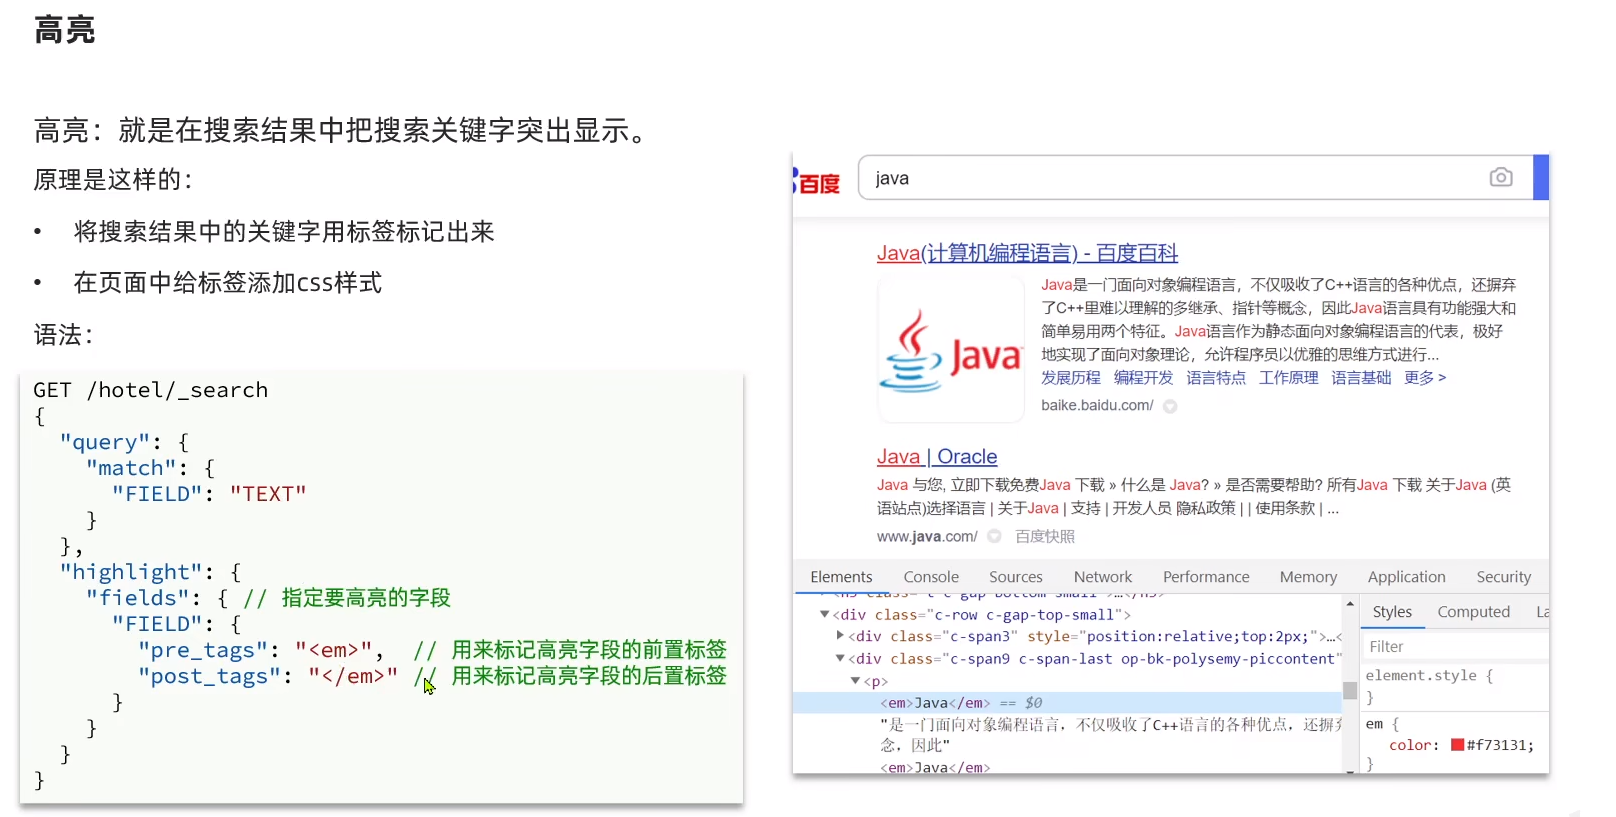 高亮
高亮：就是在搜索结果中把搜索关键字突出显示。
原理是这样的：
• 将搜索结果中的关键字用标签标记出来
• 在页面中给标签添加css样式
语法：
GET /hotel/_search
{
  "query": {
    "match": {
      "FIELD": "TEXT"
    }
  },
  "highlight": {
    "fields": { // 指定要高亮的字段
      "FIELD": {
        "pre_tags": "<em>",  // 用来标记高亮字段的前置标签
        "post_tags": "</em>" // 用来标记高亮字段的后置标签
      }
    }
  }
}
百度
java
Java(计算机编程语言) - 百度百科
Java
Java是一门面向对象编程语言，不仅吸收了C++语言的各种优点，还摒弃
了C++里难以理解的多继承、指针等概念，因此Java语言具有功能强大和
简单易用两个特征。Java语言作为静态面向对象编程语言的代表，极好
地实现了面向对象理论，允许程序员以优雅的思维方式进行...
发展历程 编程开发 语言特点 工作原理 语言基础 更多 >
baike.baidu.com/
Java | Oracle
Java 与您, 立即下载免费Java 下载 » 什么是 Java? » 是否需要帮助? 所有Java 下载 关于Java (英
语站点)选择语言 | 关于Java | 支持 | 开发人员 隐私政策 | | 使用条款 | ...
www.java.com/ 百度快照
Elements Console Sources Network Performance Memory Application Security
<div class="c-row c-gap-top-small">
<div class="c-span3" style="position:relative;top:2px;">…<
<div class="c-span9 c-span-last op-bk-polysemy-piccontent"
<p>
<em>Java</em> == $0
"是一门面向对象编程语言，不仅吸收了C++语言的各种优点，还摒弃
念，因此"
<em>Java</em>
Styles Computed La
Filter
element.style {
}
em {
color: #f73131;
}